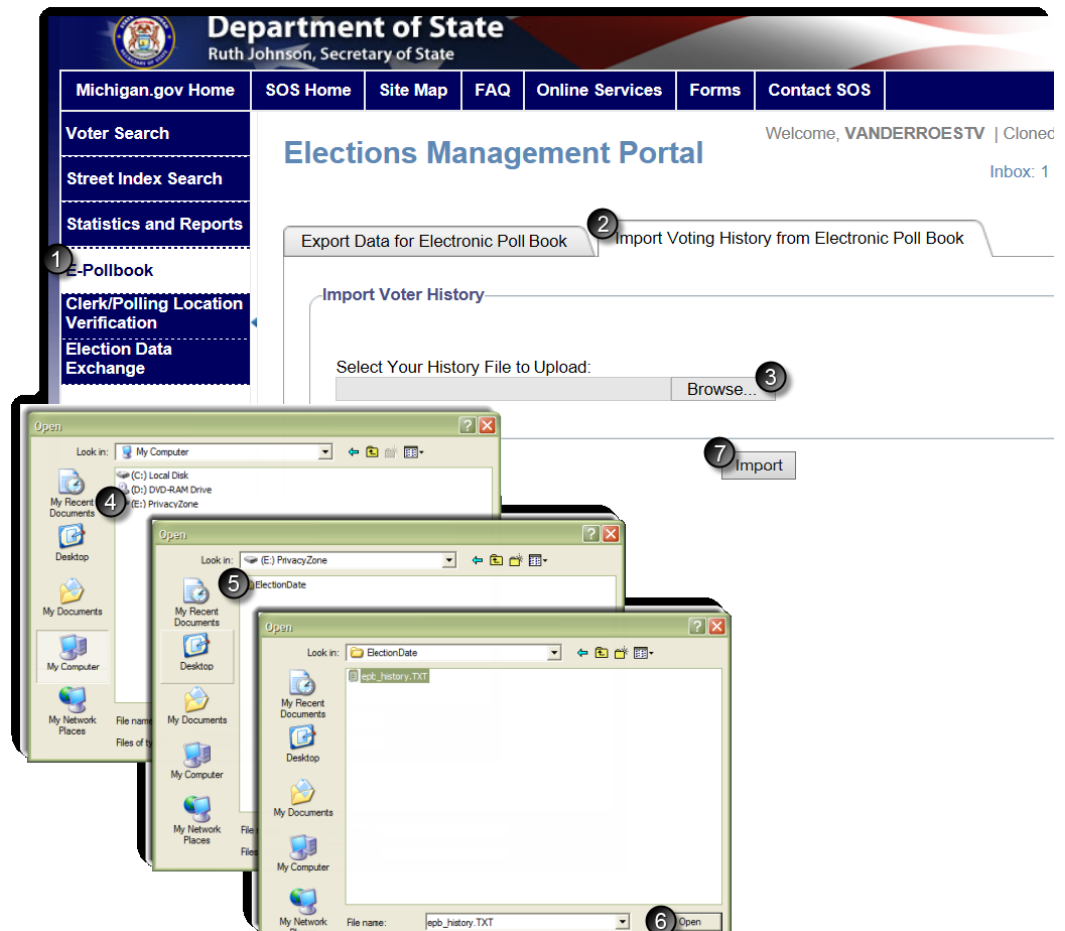 Department of State
Ruth Johnson, Secretary of State
Michigan.gov Home SOS Home Site Map FAQ Online Services Forms Contact SOS
Voter Search
Street Index Search
Statistics and Reports
1
E-Pollbook
Clerk/Polling Location
Verification
Election Data
Exchange
Welcome, VANDERROESTV | Cloned
Elections Management Portal
Inbox: 1
Export Data for Electronic Poll Book
2
Import Voting History from Electronic Poll Book
Import Voter History
Select Your History File to Upload:
Browse...
3
7
Import
Open
Look in: My Computer
(C:) Local Disk
(D:) DVD-RAM Drive
4
(E:) PrivacyZone
My Recent
Documents
Desktop
My Documents
My Computer
My Network
Places
File name
Files of ty
Open
Look in: (E:) PrivacyZone
5
ElectionDate
My Recent
Documents
Desktop
My Documents
My Computer
My Network
Places
File
Files
Open
Look in: ElectionDate
epb_history.TXT
My Recent
Documents
Desktop
My Documents
My Computer
My Network
File name: epb_history.TXT
6
Open